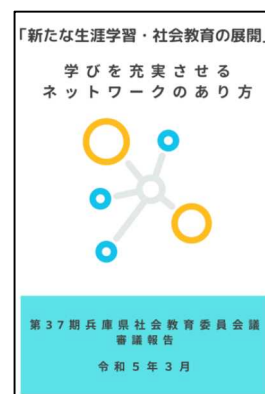 「新たな生涯学習・社会教育の展開」
学びを充実させる
ネットワークのあり方
第37期兵庫県社会教育委員会議
審議報告
令和5年3月